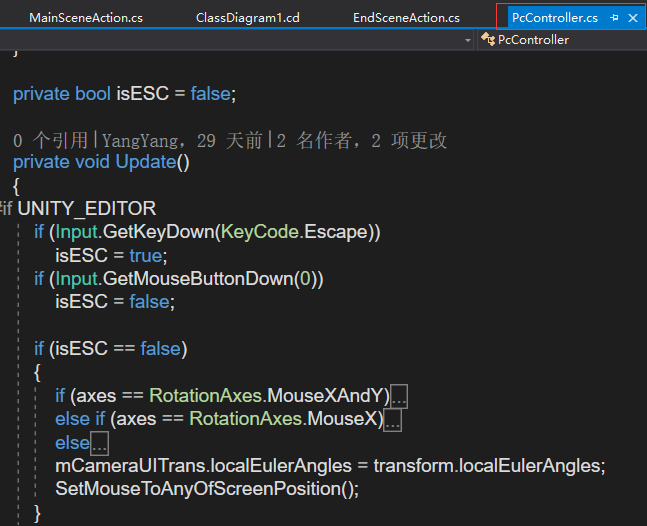 MainSceneAction.cs ClassDiagram1.cd EndSceneAction.cs PcController.cs
PcController
}
private bool isESC = false;
0 个引用|YangYang，29 天前|2 名作者，2 项更改
private void Update()
{
#if UNITY_EDITOR
if (Input.GetKeyDown(KeyCode.Escape))
isESC = true;
if (Input.GetMouseButtonDown(0))
isESC = false;
if (isESC == false)
{
if (axes == RotationAxes.MouseXAndY)...
else if (axes == RotationAxes.MouseX)...
else...
mCameraUITrans.localEulerAngles = transform.localEulerAngles;
SetMouseToAnyOfScreenPosition();
}